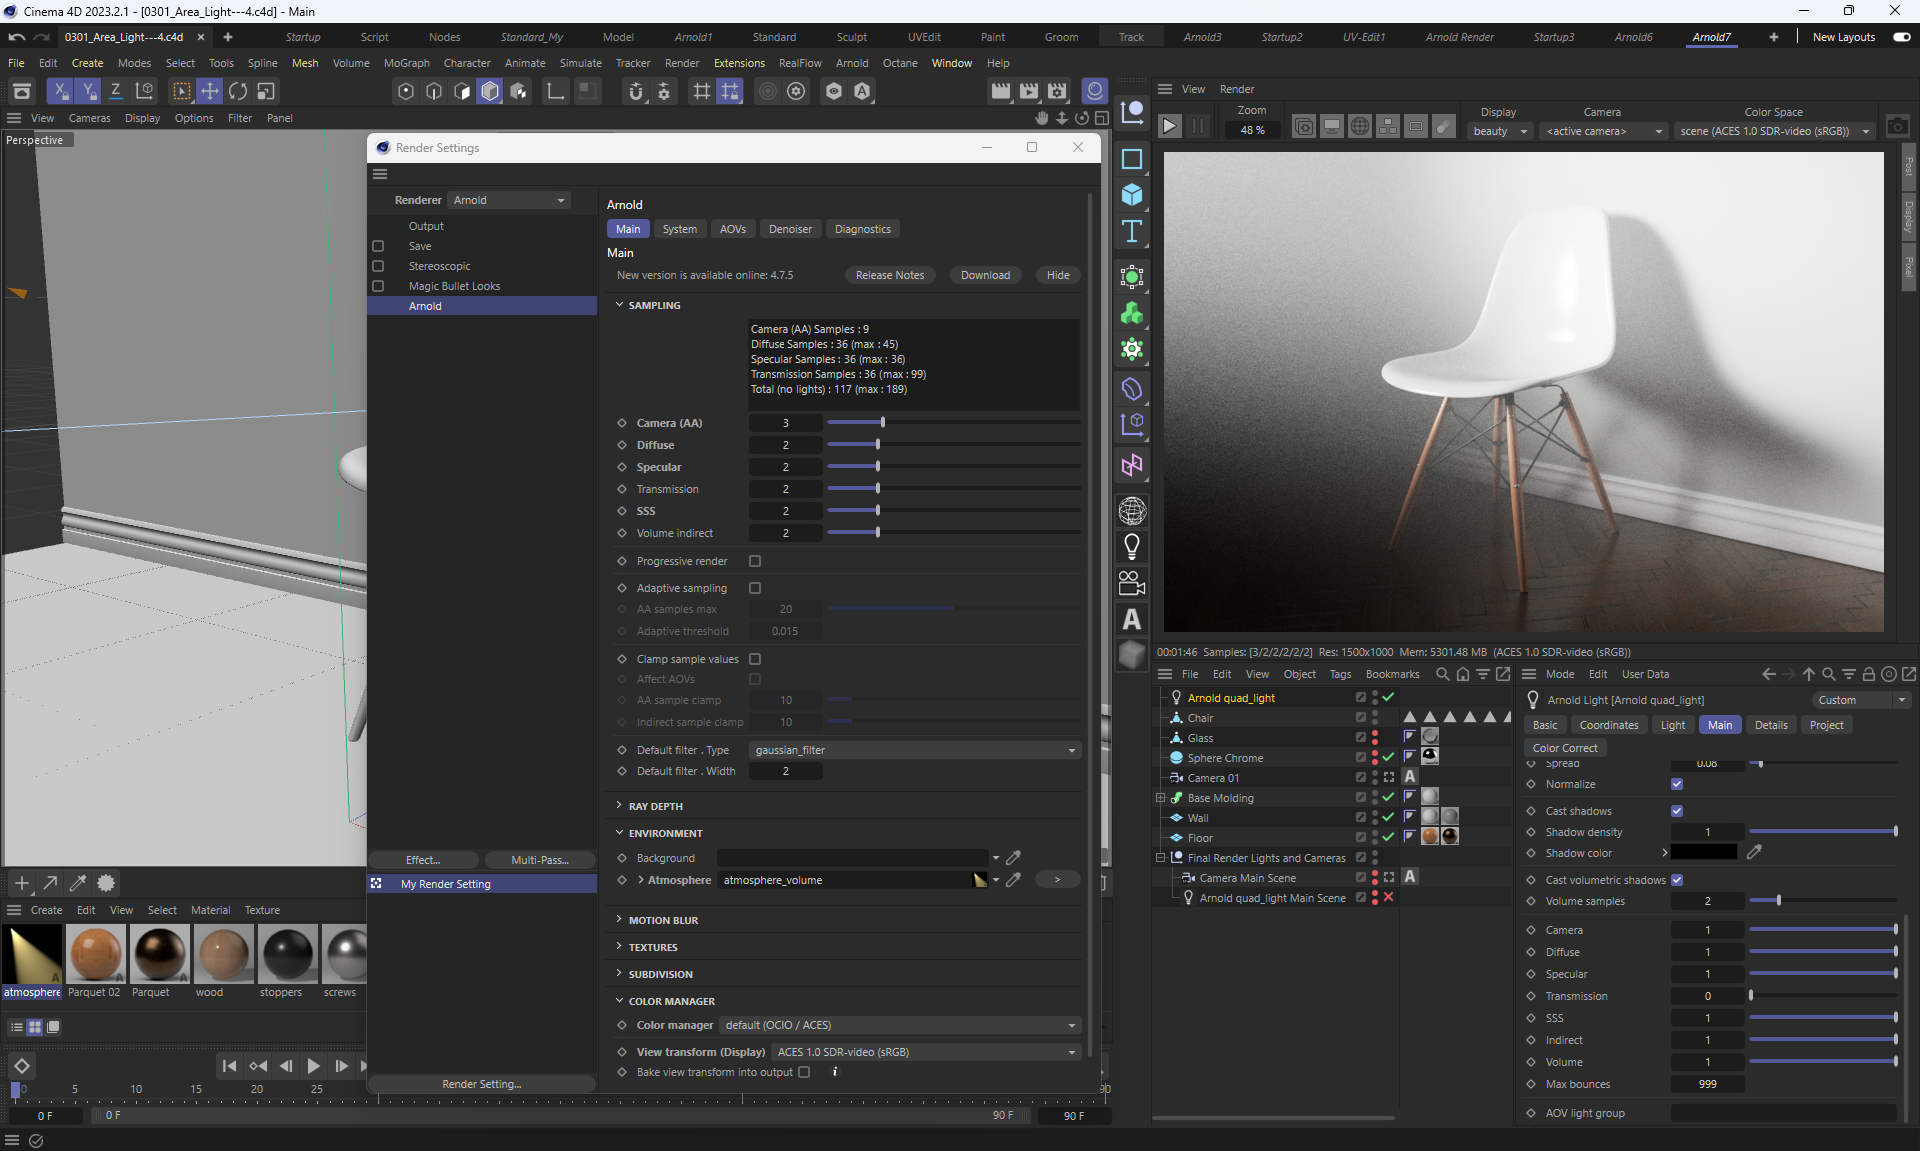 Cinema 4D 2023.2.1 - [0301_Area_Light---4.c4d] - Main
0301_Area_Light---4.c4d × + Startup Script Nodes Standard_My Model Arnold1 Standard Sculpt UVEdit Paint Groom Track Arnold3 Startup2 UV-Edit1 Arnold Render Startup3 Arnold6 Arnold7 + New Layouts
File Edit Create Modes Select Tools Spline Mesh Volume MoGraph Character Animate Simulate Tracker Render Extensions RealFlow Arnold Octane Window Help
X Y Z
View Cameras Display Options Filter Panel
Perspective
Render Settings
Renderer Arnold
Output
Save
Stereoscopic
Magic Bullet Looks
Arnold
Effect... Multi-Pass...
My Render Setting
Render Setting...
Arnold
Main System AOVs Denoiser Diagnostics
Main
New version is available online: 4.7.5 Release Notes Download Hide
SAMPLING
Camera (AA) Samples : 9
Diffuse Samples : 36 (max : 45)
Specular Samples : 36 (max : 36)
Transmission Samples : 36 (max : 99)
Total (no lights) : 117 (max : 189)
Camera (AA) 3
Diffuse 2
Specular 2
Transmission 2
SSS 2
Volume indirect 2
Progressive render
Adaptive sampling
AA samples max 20
Adaptive threshold 0.015
Clamp sample values
Affect AOVs
AA sample clamp 10
Indirect sample clamp 10
Default filter . Type gaussian_filter
Default filter . Width 2
RAY DEPTH
ENVIRONMENT
Background
> Atmosphere atmosphere_volume >
MOTION BLUR
TEXTURES
SUBDIVISION
COLOR MANAGER
Color manager default (OCIO / ACES)
View transform (Display) ACES 1.0 SDR-video (sRGB)
Bake view transform into output i
Create Edit View Select Material Texture
atmosphere Parquet 02 Parquet wood stoppers screws
0 5 10 15 20 25 90
0 F 0 F 90 F 90 F
View Render
Zoom Display Camera Color Space
48 % beauty <active camera> scene (ACES 1.0 SDR-video (sRGB))
Post
Display
Pixel
00:01:46 Samples: [3/2/2/2/2/2] Res: 1500x1000 Mem: 5301.48 MB (ACES 1.0 SDR-video (sRGB))
File Edit View Object Tags Bookmarks
Arnold quad_light
Chair
Glass
Sphere Chrome
Camera 01 A
Base Molding
Wall
Floor
Final Render Lights and Cameras
Camera Main Scene A
Arnold quad_light Main Scene
Mode Edit User Data
Arnold Light [Arnold quad_light] Custom
Basic Coordinates Light Main Details Project
Color Correct
Spread 0.08
Normalize
Cast shadows
Shadow density 1
Shadow color >
Cast volumetric shadows
Volume samples 2
Camera 1
Diffuse 1
Specular 1
Transmission 0
SSS 1
Indirect 1
Volume 1
Max bounces 999
AOV light group